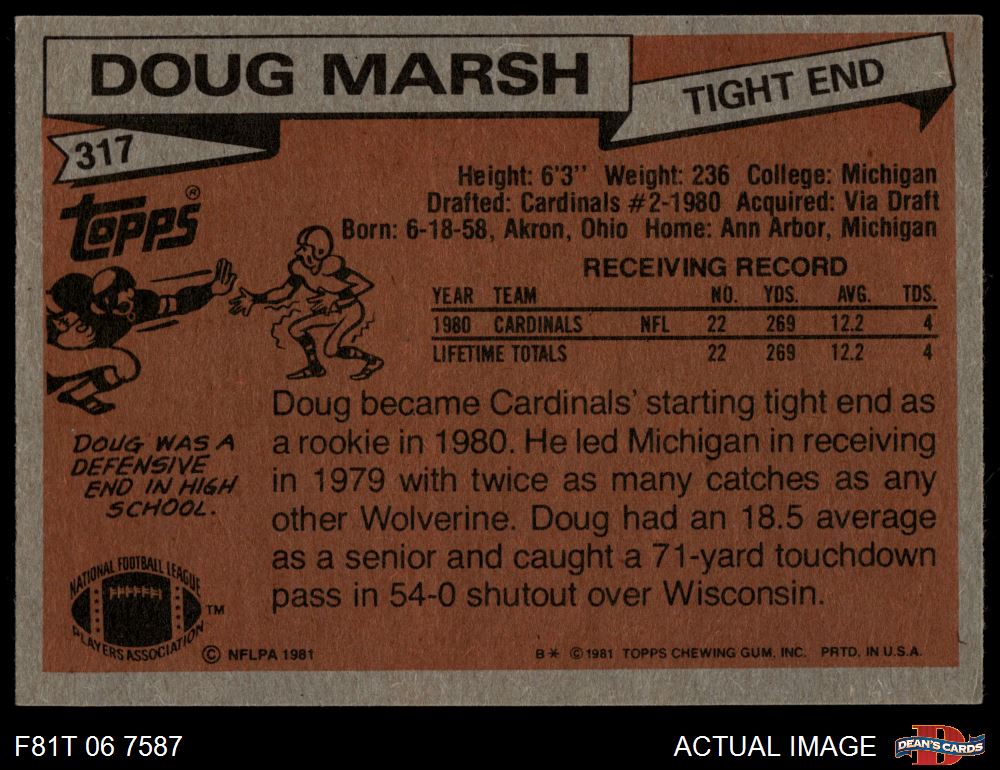 DOUG MARSH
TIGHT END
317
TOPPS®
Height: 6'3'' Weight: 236 College: Michigan
Drafted: Cardinals #2-1980 Acquired: Via Draft
Born: 6-18-58, Akron, Ohio Home: Ann Arbor, Michigan
RECEIVING RECORD
YEAR TEAM NO. YDS. AVG. TDS.
1980 CARDINALS NFL 22 269 12.2 4
LIFETIME TOTALS 22 269 12.2 4
Doug became Cardinals' starting tight end as
a rookie in 1980. He led Michigan in receiving
in 1979 with twice as many catches as any
other Wolverine. Doug had an 18.5 average
as a senior and caught a 71-yard touchdown
pass in 54-0 shutout over Wisconsin.
DOUG WAS A
DEFENSIVE
END IN HIGH
SCHOOL.
NATIONAL FOOTBALL LEAGUE
PLAYERS ASSOCIATION
TM
© NFLPA 1981
B* © 1981 TOPPS CHEWING GUM, INC. PRTD. IN U.S.A.
F81T 06 7587
ACTUAL IMAGE
D
DEAN'S CARDS